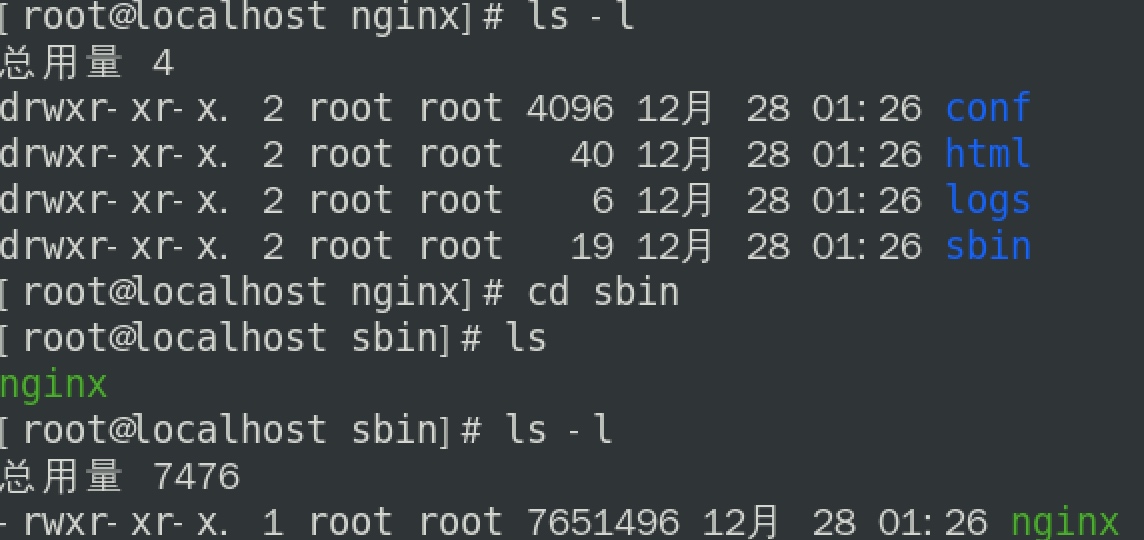 [root@localhost nginx]# ls -l
总用量 4
drwxr-xr-x. 2 root root 4096 12月 28 01:26 conf
drwxr-xr-x. 2 root root   40 12月 28 01:26 html
drwxr-xr-x. 2 root root    6 12月 28 01:26 logs
drwxr-xr-x. 2 root root   19 12月 28 01:26 sbin
[root@localhost nginx]# cd sbin
[root@localhost sbin]# ls
nginx
[root@localhost sbin]# ls -l
总用量 7476
-rwxr-xr-x. 1 root root 7651496 12月 28 01:26 nginx